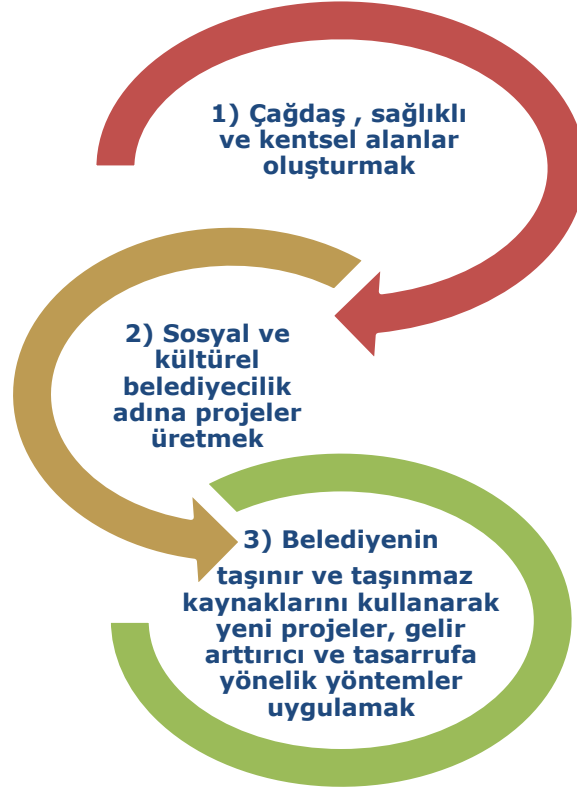 1) Çağdaş , sağlıklı
ve kentsel alanlar
oluşturmak
2) Sosyal ve
kültürel
belediyecilik
adına projeler
üretmek
3) Belediyenin
taşınır ve taşınmaz
kaynaklarını kullanarak
yeni projeler, gelir
arttırıcı ve tasarrufa
yönelik yöntemler
uygulamak